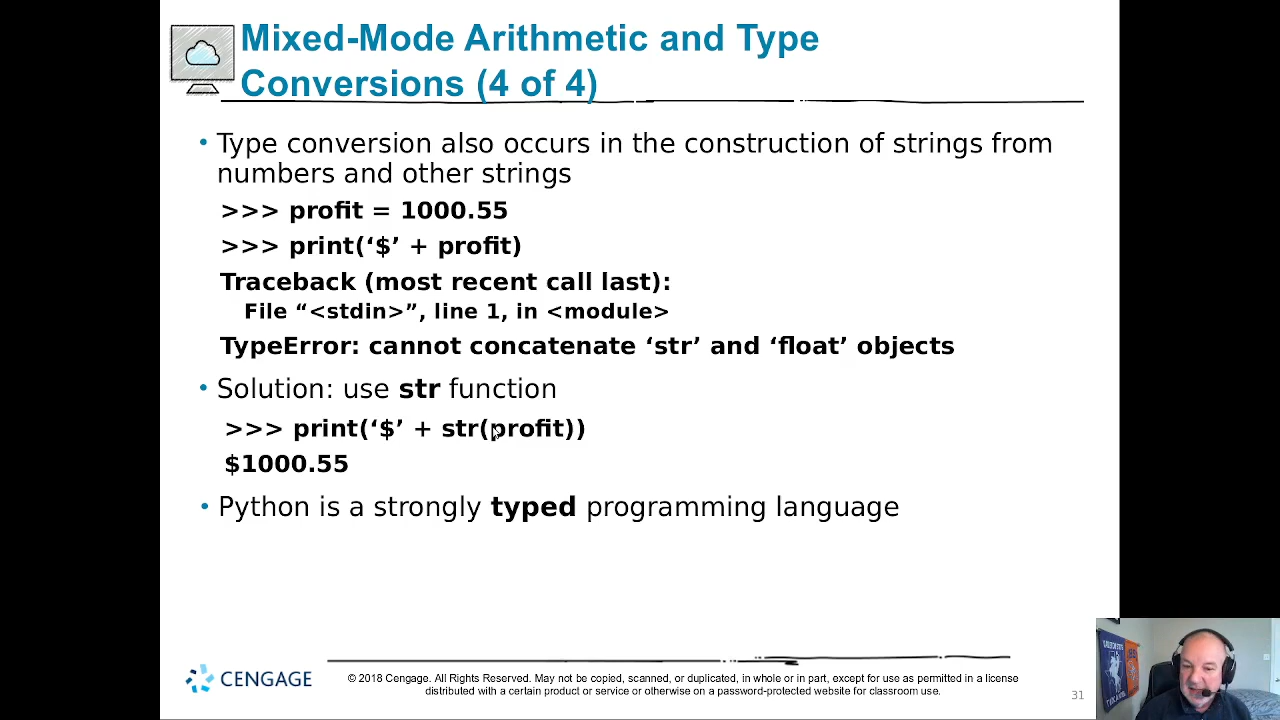 Mixed-Mode Arithmetic and Type
Conversions (4 of 4)
• Type conversion also occurs in the construction of strings from
numbers and other strings
>>> profit = 1000.55
>>> print(‘$’ + profit)
Traceback (most recent call last):
File “<stdin>”, line 1, in <module>
TypeError: cannot concatenate ‘str’ and ‘float’ objects
• Solution: use str function
>>> print(‘$’ + str(profit))
$1000.55
• Python is a strongly typed programming language
CENGAGE
© 2018 Cengage. All Rights Reserved. May not be copied, scanned, or duplicated, in whole or in part, except for use as permitted in a license
distributed with a certain product or service or otherwise on a password-protected website for classroom use.
31